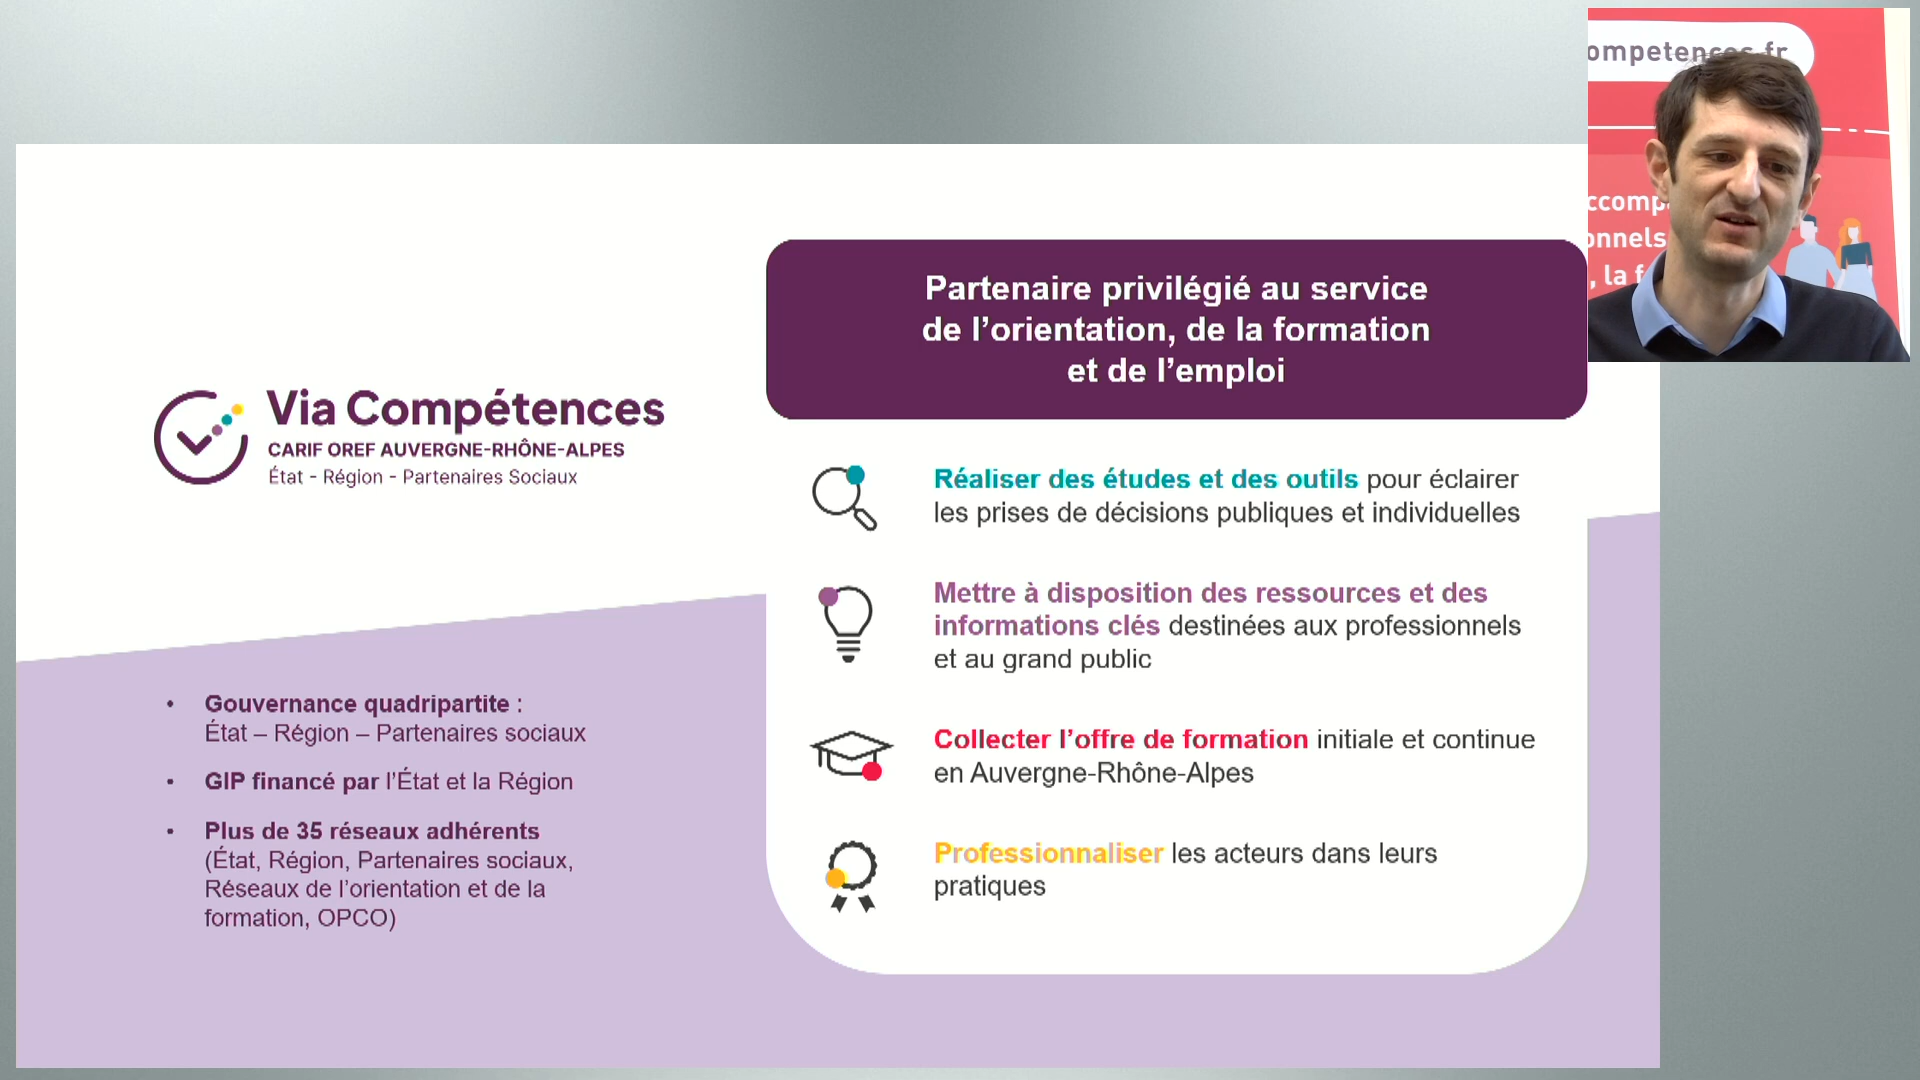 Via Compétences
CARIF OREF AUVERGNE-RHÔNE-ALPES
État - Région - Partenaires Sociaux
• Gouvernance quadripartite :
État – Région – Partenaires sociaux
• GIP financé par l’État et la Région
• Plus de 35 réseaux adhérents
(État, Région, Partenaires sociaux,
Réseaux de l’orientation et de la
formation, OPCO)
Partenaire privilégié au service
de l’orientation, de la formation
et de l’emploi
Réaliser des études et des outils pour éclairer
les prises de décisions publiques et individuelles
Mettre à disposition des ressources et des
informations clés destinées aux professionnels
et au grand public
Collecter l’offre de formation initiale et continue
en Auvergne-Rhône-Alpes
Professionnaliser les acteurs dans leurs
pratiques
ompetences.fr
ccomp
onnels
, la f